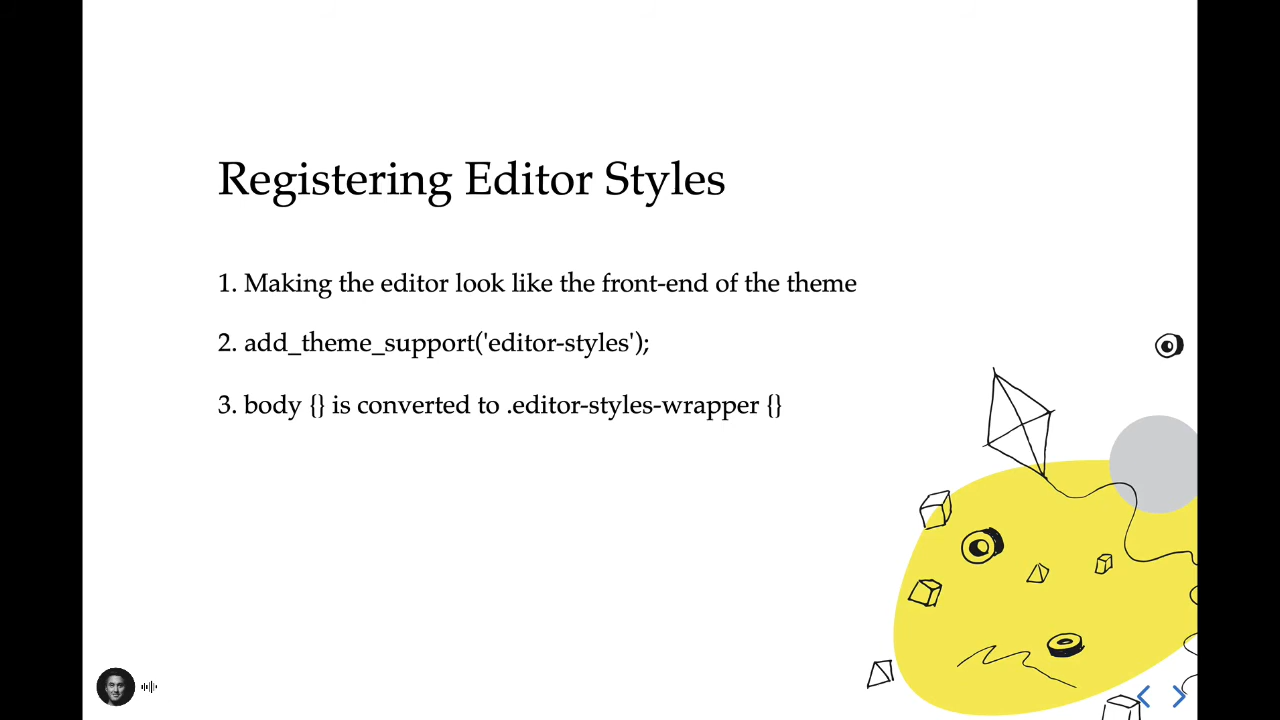 Registering Editor Styles
1. Making the editor look like the front-end of the theme
2. add_theme_support('editor-styles');
3. body {} is converted to .editor-styles-wrapper {}